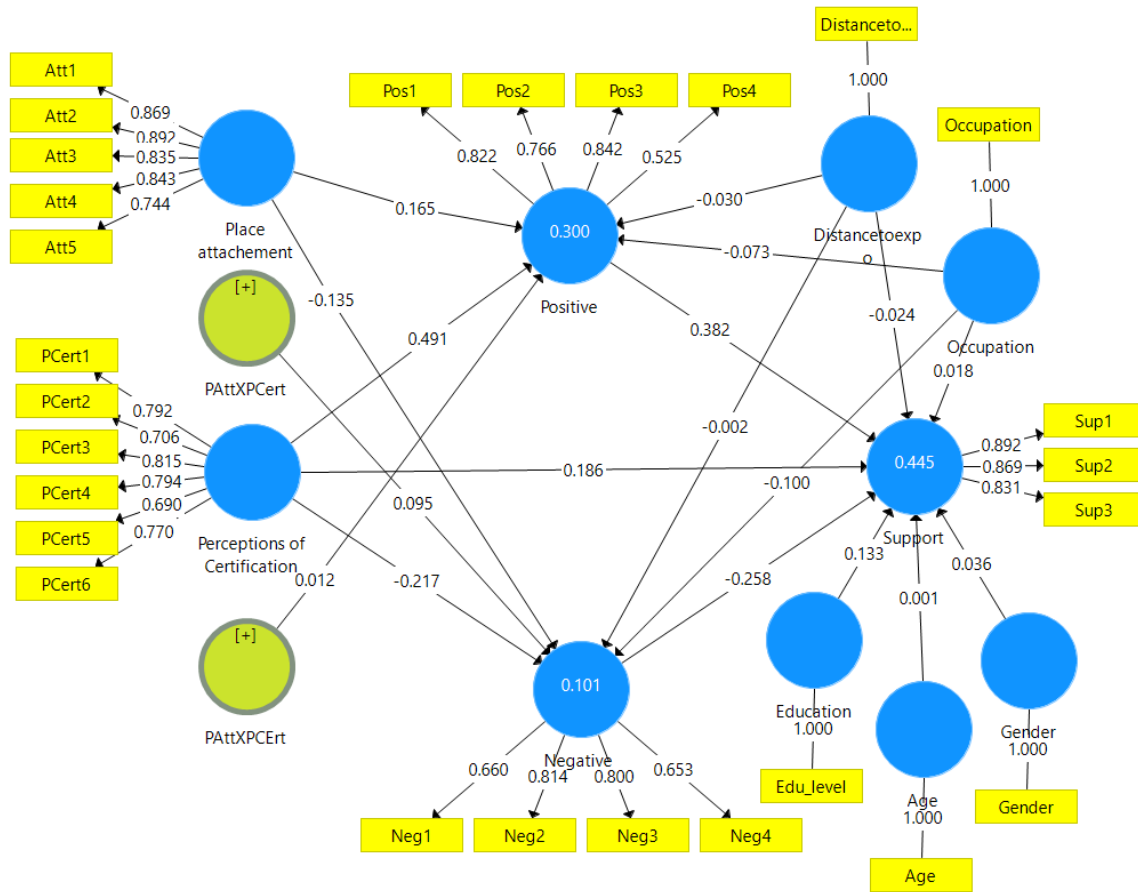 Distanceto...
Att1
Pos1
Pos2
Pos3
Pos4
1.000
Att2
0.869
Occupation
0.892
Att3
0.835
0.822
0.766
0.842
0.525
0.843
1.000
Att4
0.744
-0.030
Place
attachement
0.165
Att5
0.300
Distancetoexp
o
-0.073
[+]
-0.135
Positive
-0.024
0.382
PCert1
0.491
Occupation
PAttXPCert
0.018
PCert2
0.792
0.706
-0.002
Sup1
PCert3
0.815
0.892
0.794
0.186
0.445
0.869
Sup2
PCert4
0.690
-0.100
0.831
0.770
0.095
Sup3
PCert5
Perceptions of
Certification
Support
0.133
0.036
PCert6
0.012
-0.217
-0.258
0.001
[+]
0.101
Education
1.000
Gender
1.000
PAttXPCErt
Negative
0.660
0.814
0.800
0.653
Edu_level
Age
1.000
Gender
Neg1
Neg2
Neg3
Neg4
Age